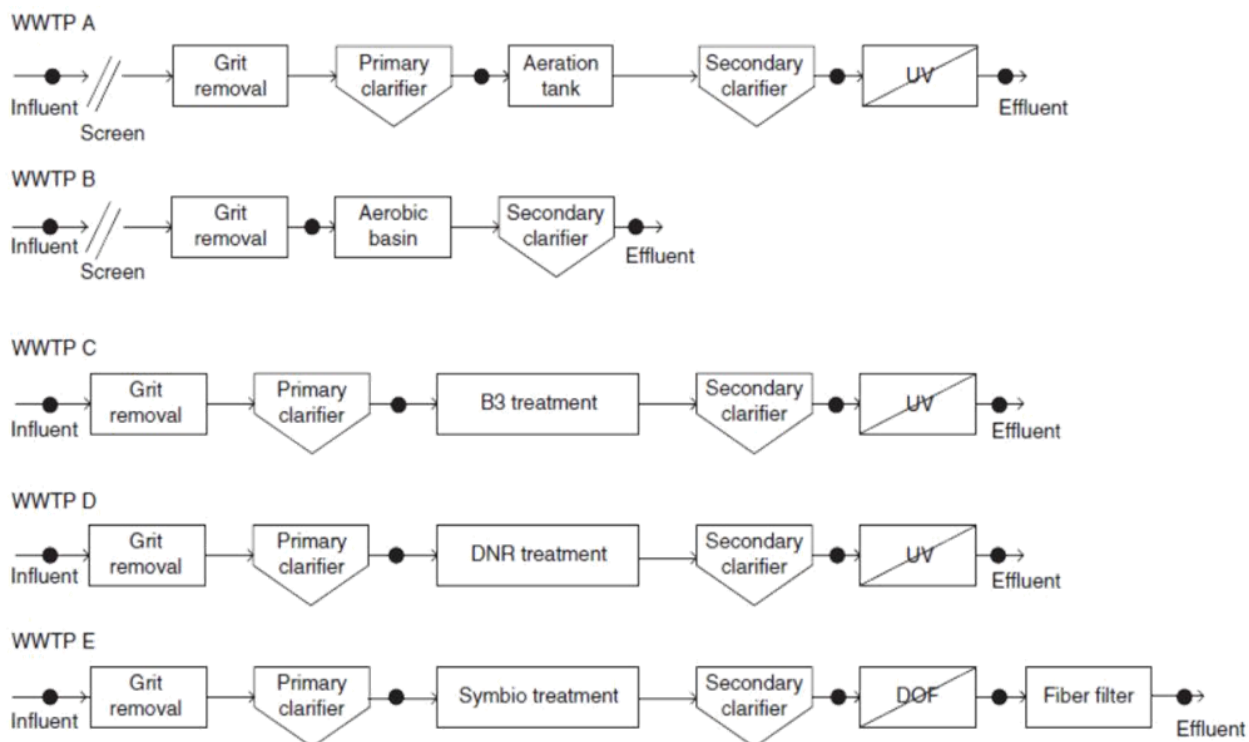 WWTP A
Grit
removal
Primary
clarifier
Aeration
tank
Secondary
clarifier
UV
Influent
Screen
Effluent
WWTP B
Grit
removal
Aerobic
basin
Secondary
clarifier
Influent
Screen
Effluent
WWTP C
Grit
removal
Primary
clarifier
B3 treatment
Secondary
clarifier
UV
Influent
Effluent
WWTP D
Grit
removal
Primary
clarifier
DNR treatment
Secondary
clarifier
UV
Influent
Effluent
WWTP E
Grit
removal
Primary
clarifier
Symbio treatment
Secondary
clarifier
DOF
Fiber filter
Influent
Effluent